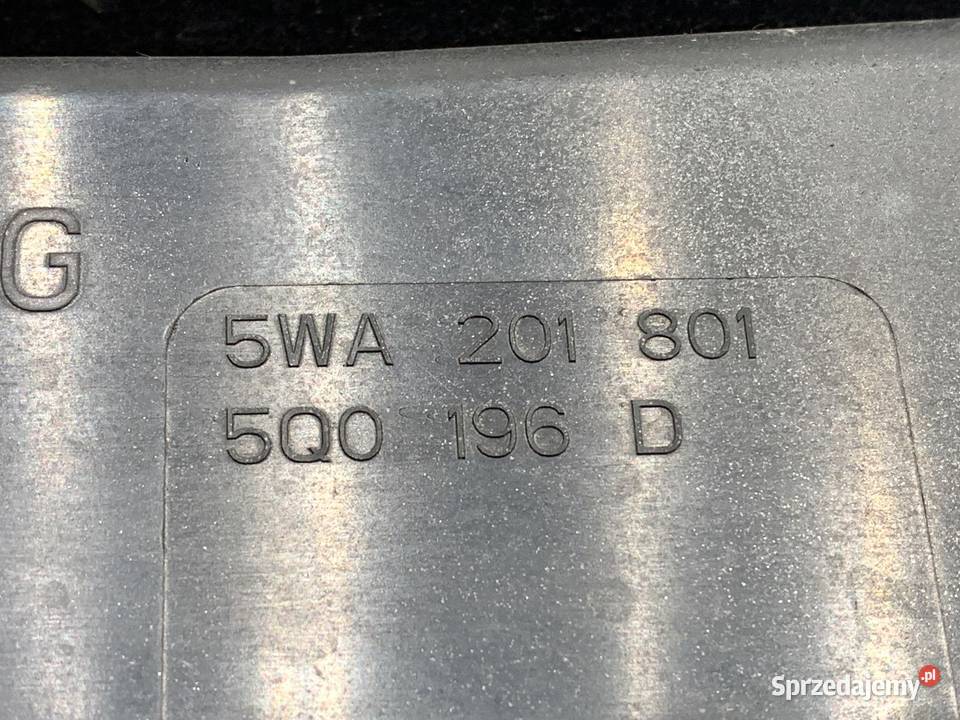 G
5WA 201 801
5Q0 196 D
Sprzedajemy.pl